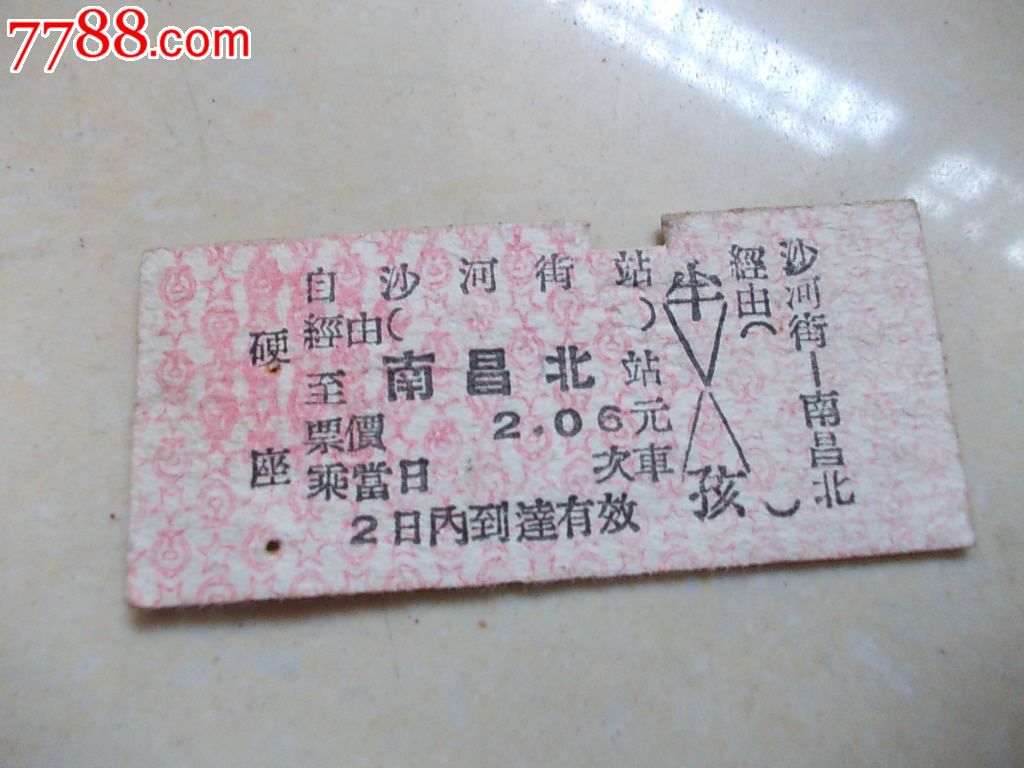 7788.com
自沙河街站
經由( )
至南昌北站
票價 2.06元
乘當日 次車
2日內到達有效
硬座
半
孩
經由( )
沙河街—南昌北